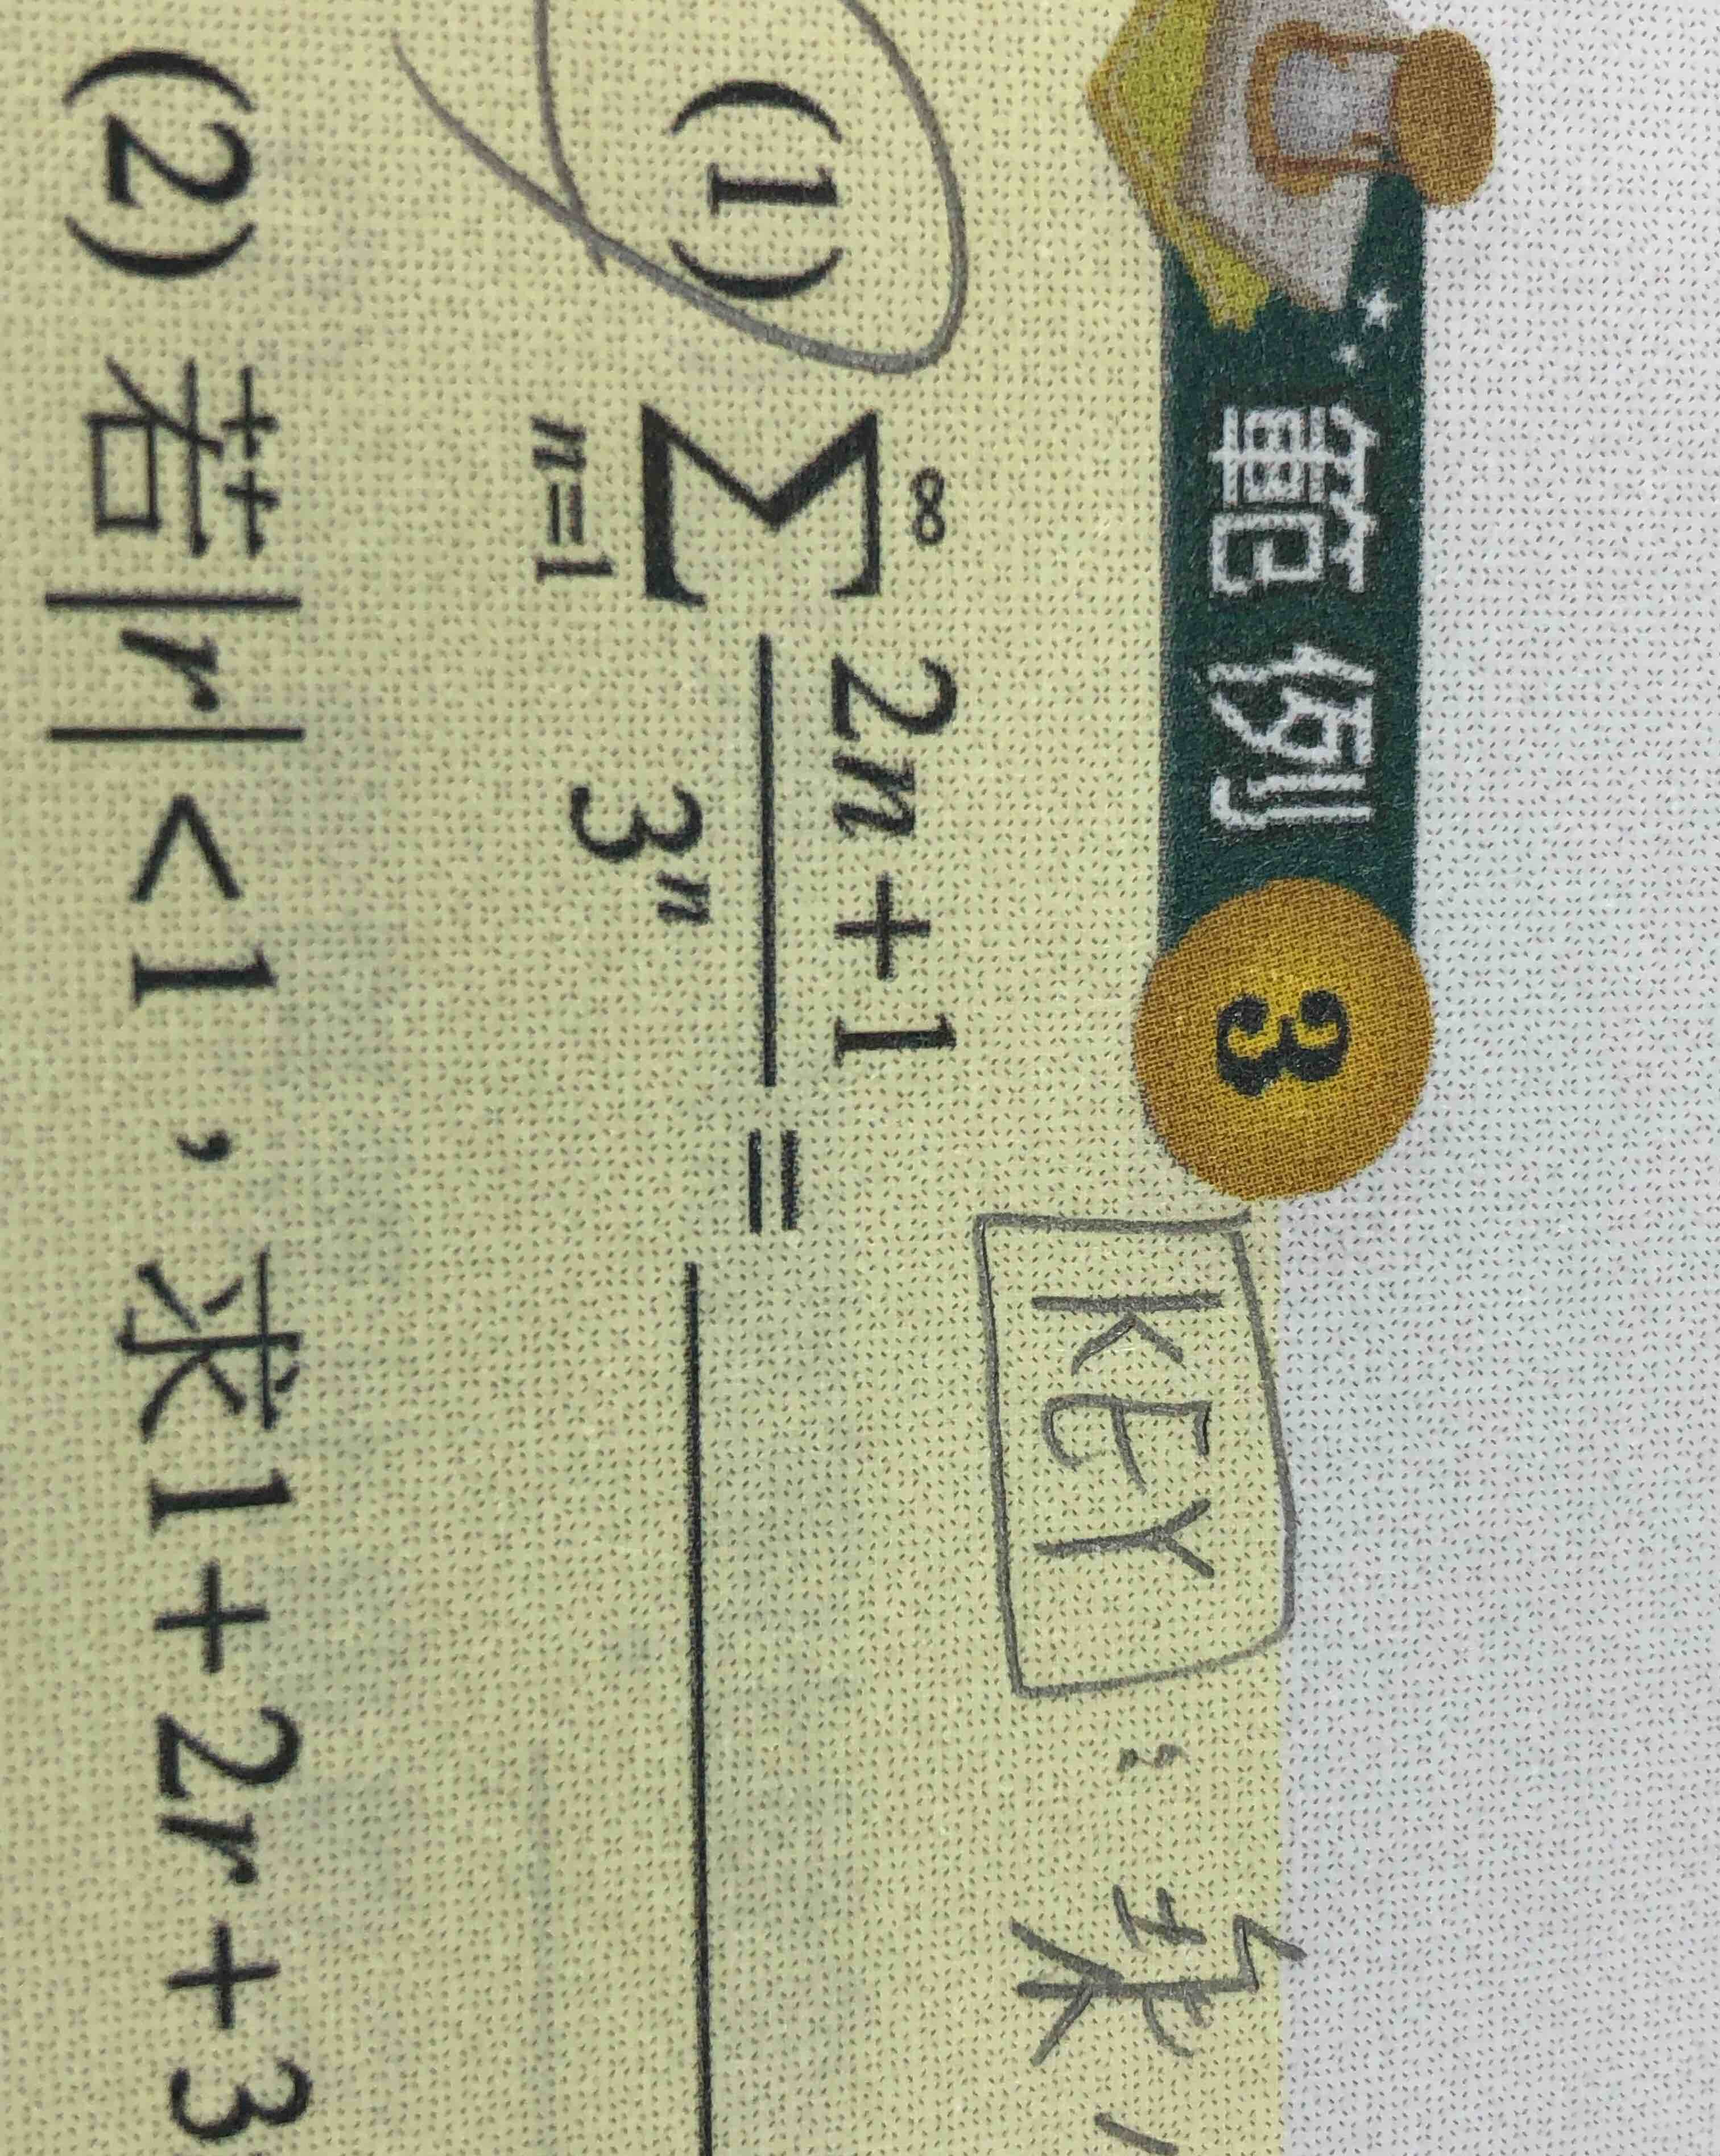 範例 3
KEY :
(1) $\sum_{n=1}^{\infty} \frac{2n+1}{3^n} =$ ______
(2) 若|r|<1,求1+2r+3